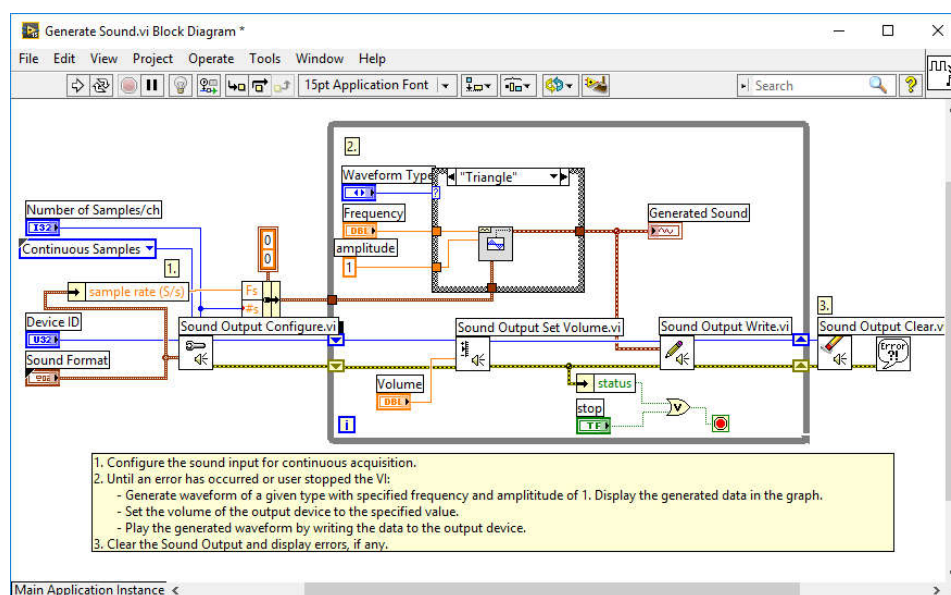 Generate Sound.vi Block Diagram *
File Edit View Project Operate Tools Window Help
15pt Application Font
Search
2.
Waveform Type
"Triangle"
Number of Samples/ch
I32
Frequency
DBL
Generated Sound
Continuous Samples
amplitude
0
0
1
1.
sample rate (S/s)
Fs
#s
3.
Device ID
U32
Sound Output Configure.vi
Sound Output Set Volume.vi
Sound Output Write.vi
Sound Output Clear.v
Error
?!
Sound Format
Volume
DBL
status
stop
TF
V
i
1. Configure the sound input for continuous acquisition.
2. Until an error has occurred or user stopped the VI:
- Generate waveform of a given type with specified frequency and ampltitude of 1. Display the generated data in the graph.
- Set the volume of the output device to the specified value.
- Play the generated waveform by writing the data to the output device.
3. Clear the Sound Output and display errors, if any.
Main Application Instance